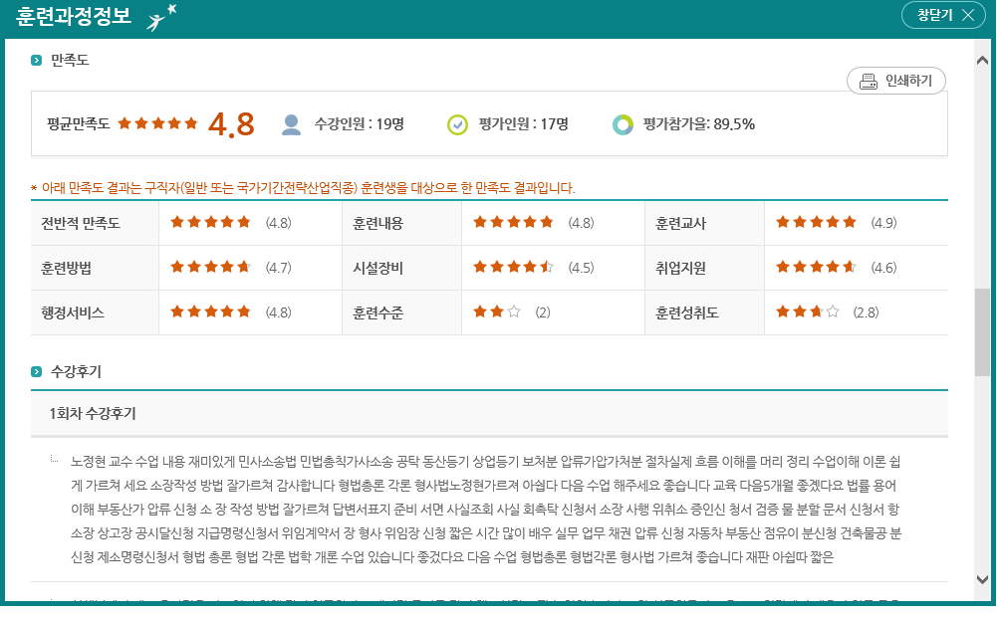 훈련과정정보
창닫기
만족도
인쇄하기
평균만족도 4.8 수강인원 : 19명 평가인원 : 17명 평가참가율: 89,5%
* 아래 만족도 결과는 구직자(일반 또는 국가기간전략산업직종) 훈련생을 대상으로 한 만족도 결과입니다.
전반적 만족도 (4.8) 훈련내용 (4.8) 훈련교사 (4.9)
훈련방법 (4.7) 시설장비 (4.5) 취업지원 (4.6)
행정서비스 (4.8) 훈련수준 (2) 훈련성취도 (2.8)
수강후기
1회차 수강후기
노정현 교수 수업 내용 재미있게 민사소송법 민법총칙가사소송 공탁 동산등기 상업등기 보처분 압류가압가처분 절차실제 흐름 이해를 머리 정리 수업이해 이론 쉽
게 가르쳐 세요 소장작성 방법 잘가르쳐 감사합니다 형법총론 각론 형사법노정현가르져 아쉽다 다음 수업 해주세요 좋습니다 교육 다음5개월 좋겠다요 법률 용어
이해 부동산가 압류 신청 소 장 작성 방법 잘가르쳐 답변서표지 준비 서면 사실조회 사실 회촉탁 신청서 소장 사행 위취소 증인신 청서 검증 물 분할 문서 신청서 항
소장 상고장 공시달신청 지급명령신청서 위임계약서 장 형사 위임장 신청 짧은 시간 많이 배우 실무 업무 채권 압류 신청 자동차 부동산 점유이 분신청 건축물공 분
신청 제소명령신청서 형법 총론 형법 각론 법학 개론 수업 있습니다 좋겄다요 다음 수업 형법총론 형법각론 형사법 가르쳐 좋습니다 재판 아쉽따 짧은